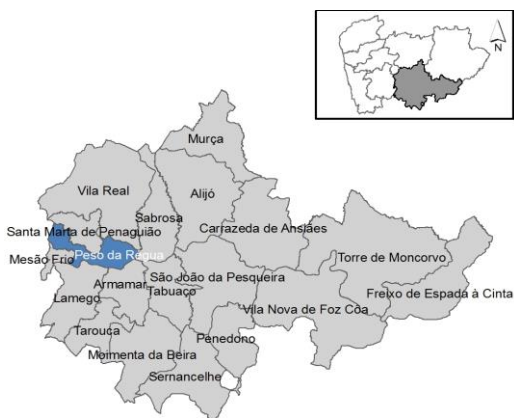 N
Murça
Vila Real
Alijó
Sabrosa
Santa Marta de Penaguião
Carrazeda de Ansiães
Peso da Régua
Mesão Frio
Torre de Moncorvo
São João da Pesqueira
Armamar
Tabuaço
Lamego
Freixo de Espada à Cinta
Vila Nova de Foz Côa
Tarouca
Penedono
Moimenta da Beira
Sernancelhe